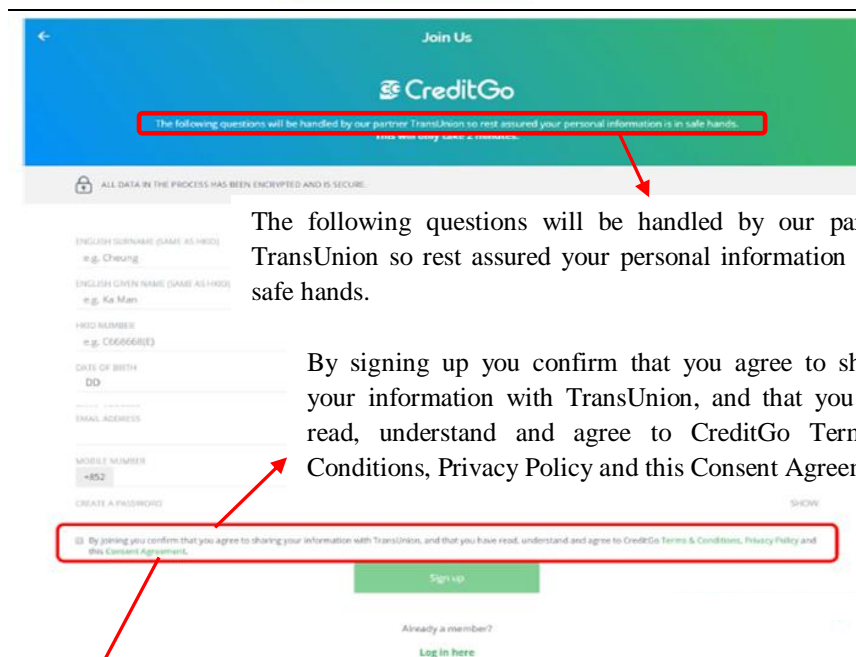 Join Us
CreditGo
The following questions will be handled by our partner TransUnion so rest assured your personal information is in safe hands.
This will only take 2 minutes.
ALL DATA IN THE PROCESS HAS BEEN ENCRYPTED AND IS SECURE.
The following questions will be handled by our par
TransUnion so rest assured your personal information
safe hands.
ENGLISH SURNAME (SAME AS HKID)
e.g. Cheung
ENGLISH GIVEN NAME (SAME AS HKID)
e.g. Ka Man
HKID NUMBER
e.g. C668668(E)
DATE OF BIRTH
DD
By signing up you confirm that you agree to sh
your information with TransUnion, and that you
read, understand and agree to CreditGo Term
Conditions, Privacy Policy and this Consent Agreem
EMAIL ADDRESS
MOBILE NUMBER
+852
CREATE A PASSWORD
SHOW
By joining you confirm that you agree to sharing your information with TransUnion, and that you have read, understand and agree to CreditGo Terms & Conditions, Privacy Policy and
this Consent Agreement.
Sign up
Already a member?
Log in here